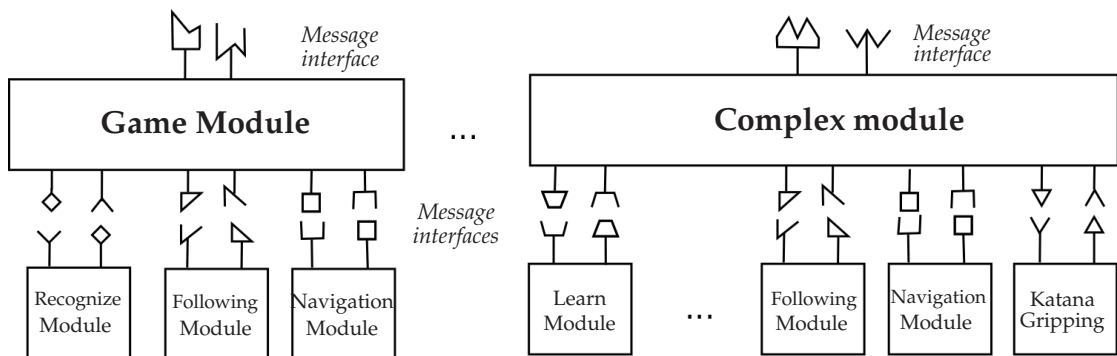 Message
interface
Message
interface
Game Module
...
Complex module
Message
interfaces
Recognize
Module
Following
Module
Navigation
Module
Learn
Module
...
Following
Module
Navigation
Module
Katana
Gripping